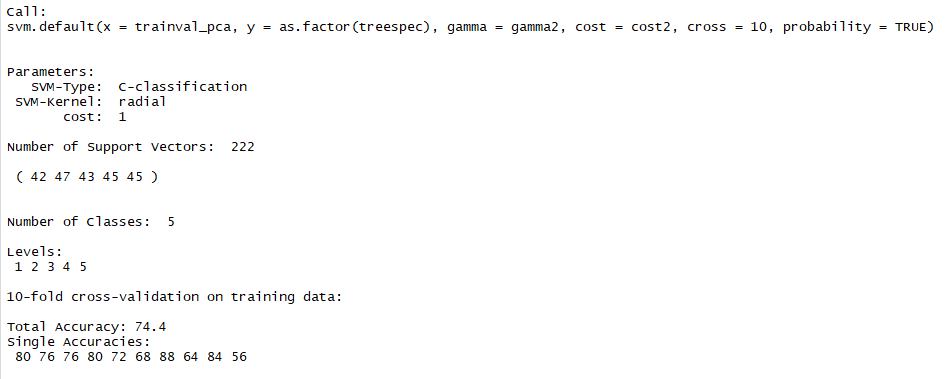 Call:
svm.default(x = trainval_pca, y = as.factor(treespec), gamma = gamma2, cost = cost2, cross = 10, probability = TRUE)
Parameters:
SVM-Type: C-classification
SVM-Kernel: radial
cost: 1
Number of Support Vectors: 222
( 42 47 43 45 45 )
Number of Classes: 5
Levels:
1 2 3 4 5
10-fold cross-validation on training data:
Total Accuracy: 74.4
Single Accuracies:
80 76 76 80 72 68 88 64 84 56